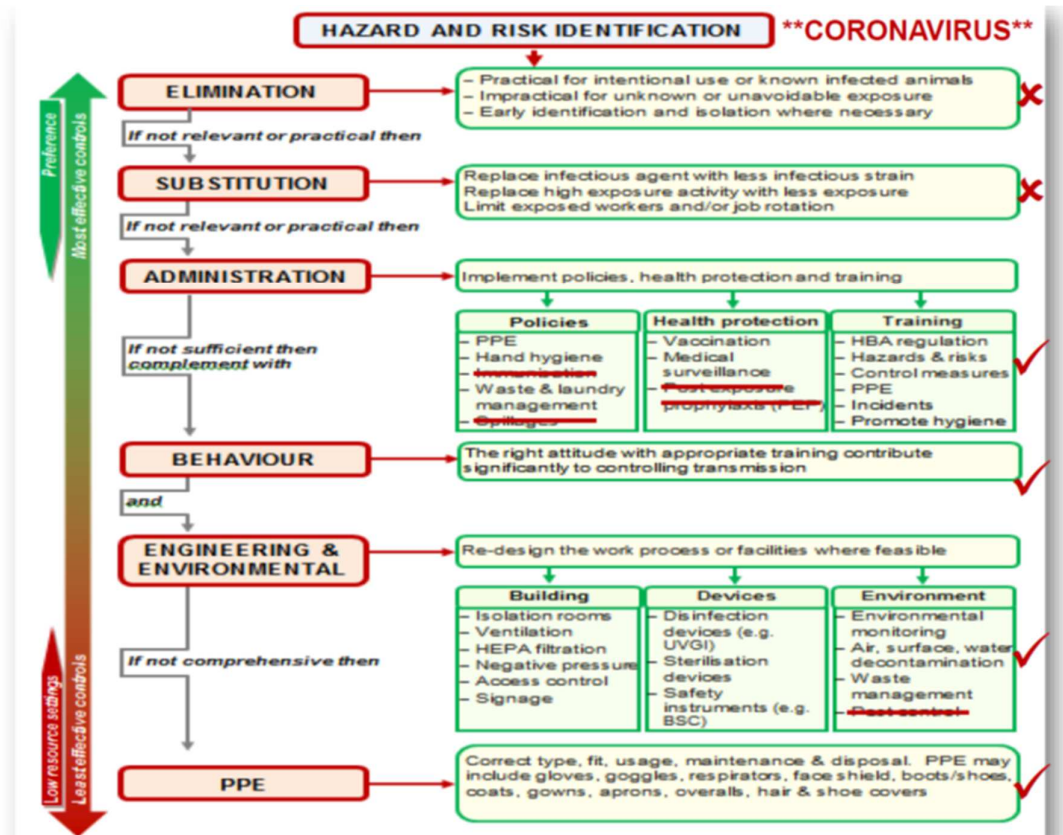 HAZARD AND RISK IDENTIFICATION
**CORONAVIRUS**
Preference
Most effective controls
ELIMINATION
– Practical for intentional use or known infected animals
– Impractical for unknown or unavoidable exposure
– Early identification and isolation where necessary
If not relevant or practical then
SUBSTITUTION
Replace infectious agent with less infectious strain
Replace high exposure activity with less exposure
Limit exposed workers and/or job rotation
If not relevant or practical then
ADMINISTRATION
Implement policies, health protection and training
Policies
– PPE
– Hand hygiene
– Immunisation
– Waste & laundry
management
– Spillages
Health protection
– Vaccination
– Medical
surveillance
– Post exposure
prophylaxis (PEP)
Training
– HBA regulation
– Hazards & risks
– Control measures
– PPE
– Incidents
– Promote hygiene
If not sufficient then
complement with
BEHAVIOUR
The right attitude with appropriate training contribute
significantly to controlling transmission
and
ENGINEERING &
ENVIRONMENTAL
Re-design the work process or facilities where feasible
Building
– Isolation rooms
– Ventilation
– HEPA filtration
– Negative pressure
– Access control
– Signage
Devices
– Disinfection
devices (e.g.
UVGI)
– Sterilisation
devices
– Safety
instruments (e.g.
BSC)
Environment
– Environmental
monitoring
– Air, surface, water
decontamination
– Waste
management
– Pest control
If not comprehensive then
Low resource settings
Least effective controls
PPE
Correct type, fit, usage, maintenance & disposal. PPE may
include gloves, goggles, respirators, face shield, boots/shoes,
coats, gowns, aprons, overalls, hair & shoe covers